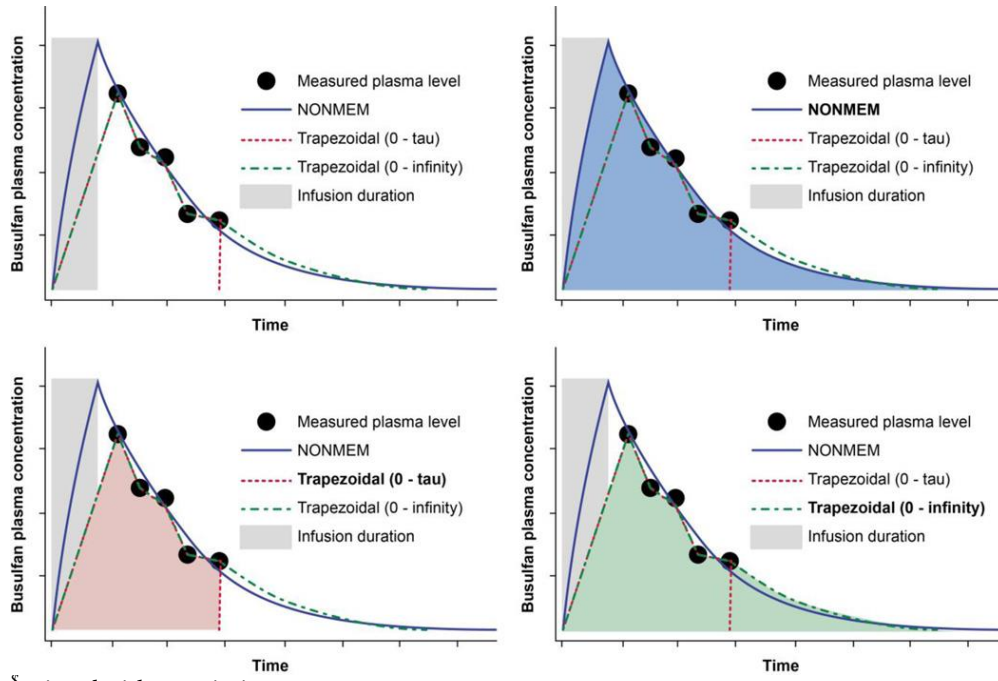 Busulfan plasma concentration
Measured plasma level
NONMEM
Trapezoidal (0 - tau)
Trapezoidal (0 - infinity)
Infusion duration
Time
Busulfan plasma concentration
Measured plasma level
NONMEM
Trapezoidal (0 - tau)
Trapezoidal (0 - infinity)
Infusion duration
Time
Busulfan plasma concentration
Measured plasma level
NONMEM
Trapezoidal (0 - tau)
Trapezoidal (0 - infinity)
Infusion duration
Time
Busulfan plasma concentration
Measured plasma level
NONMEM
Trapezoidal (0 - tau)
Trapezoidal (0 - infinity)
Infusion duration
Time